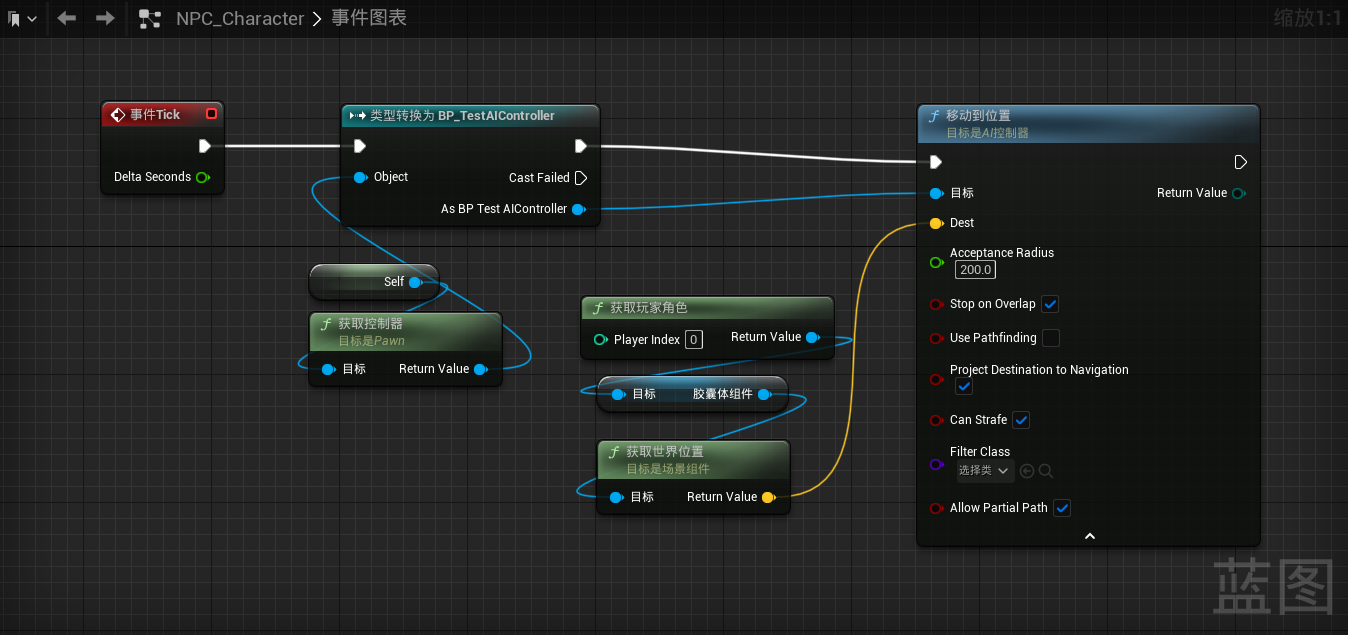 NPC_Character > 事件图表
缩放1:1
事件Tick
Delta Seconds
类型转换为 BP_TestAIController
Object
Cast Failed
As BP Test AIController
Self
获取控制器
目标是Pawn
目标
Return Value
获取玩家角色
Player Index 0
Return Value
目标
胶囊体组件
获取世界位置
目标是场景组件
目标
Return Value
移动到位置
目标是AI控制器
目标
Return Value
Dest
Acceptance Radius
200.0
Stop on Overlap
Use Pathfinding
Project Destination to Navigation
Can Strafe
Filter Class
选择类
Allow Partial Path
蓝图